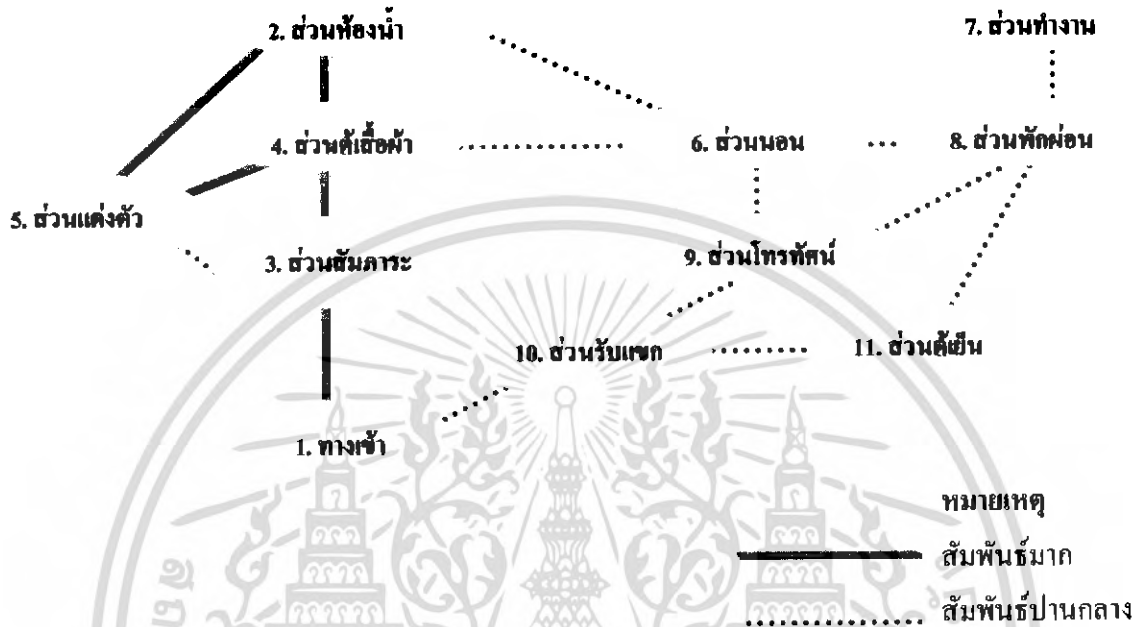 2. ส่วนห้องน้ำ
7. ส่วนทำงาน
4. ส่วนตู้เสื้อผ้า
6. ส่วนนอน
8. ส่วนพักผ่อน
5. ส่วนแต่งตัว
3. ส่วนสัมภาระ
9. ส่วนโทรทัศน์
10. ส่วนรับแขก
11. ส่วนตู้เย็น
1. ทางเข้า
หมายเหตุ
สัมพันธ์มาก
สัมพันธ์ปานกลาง